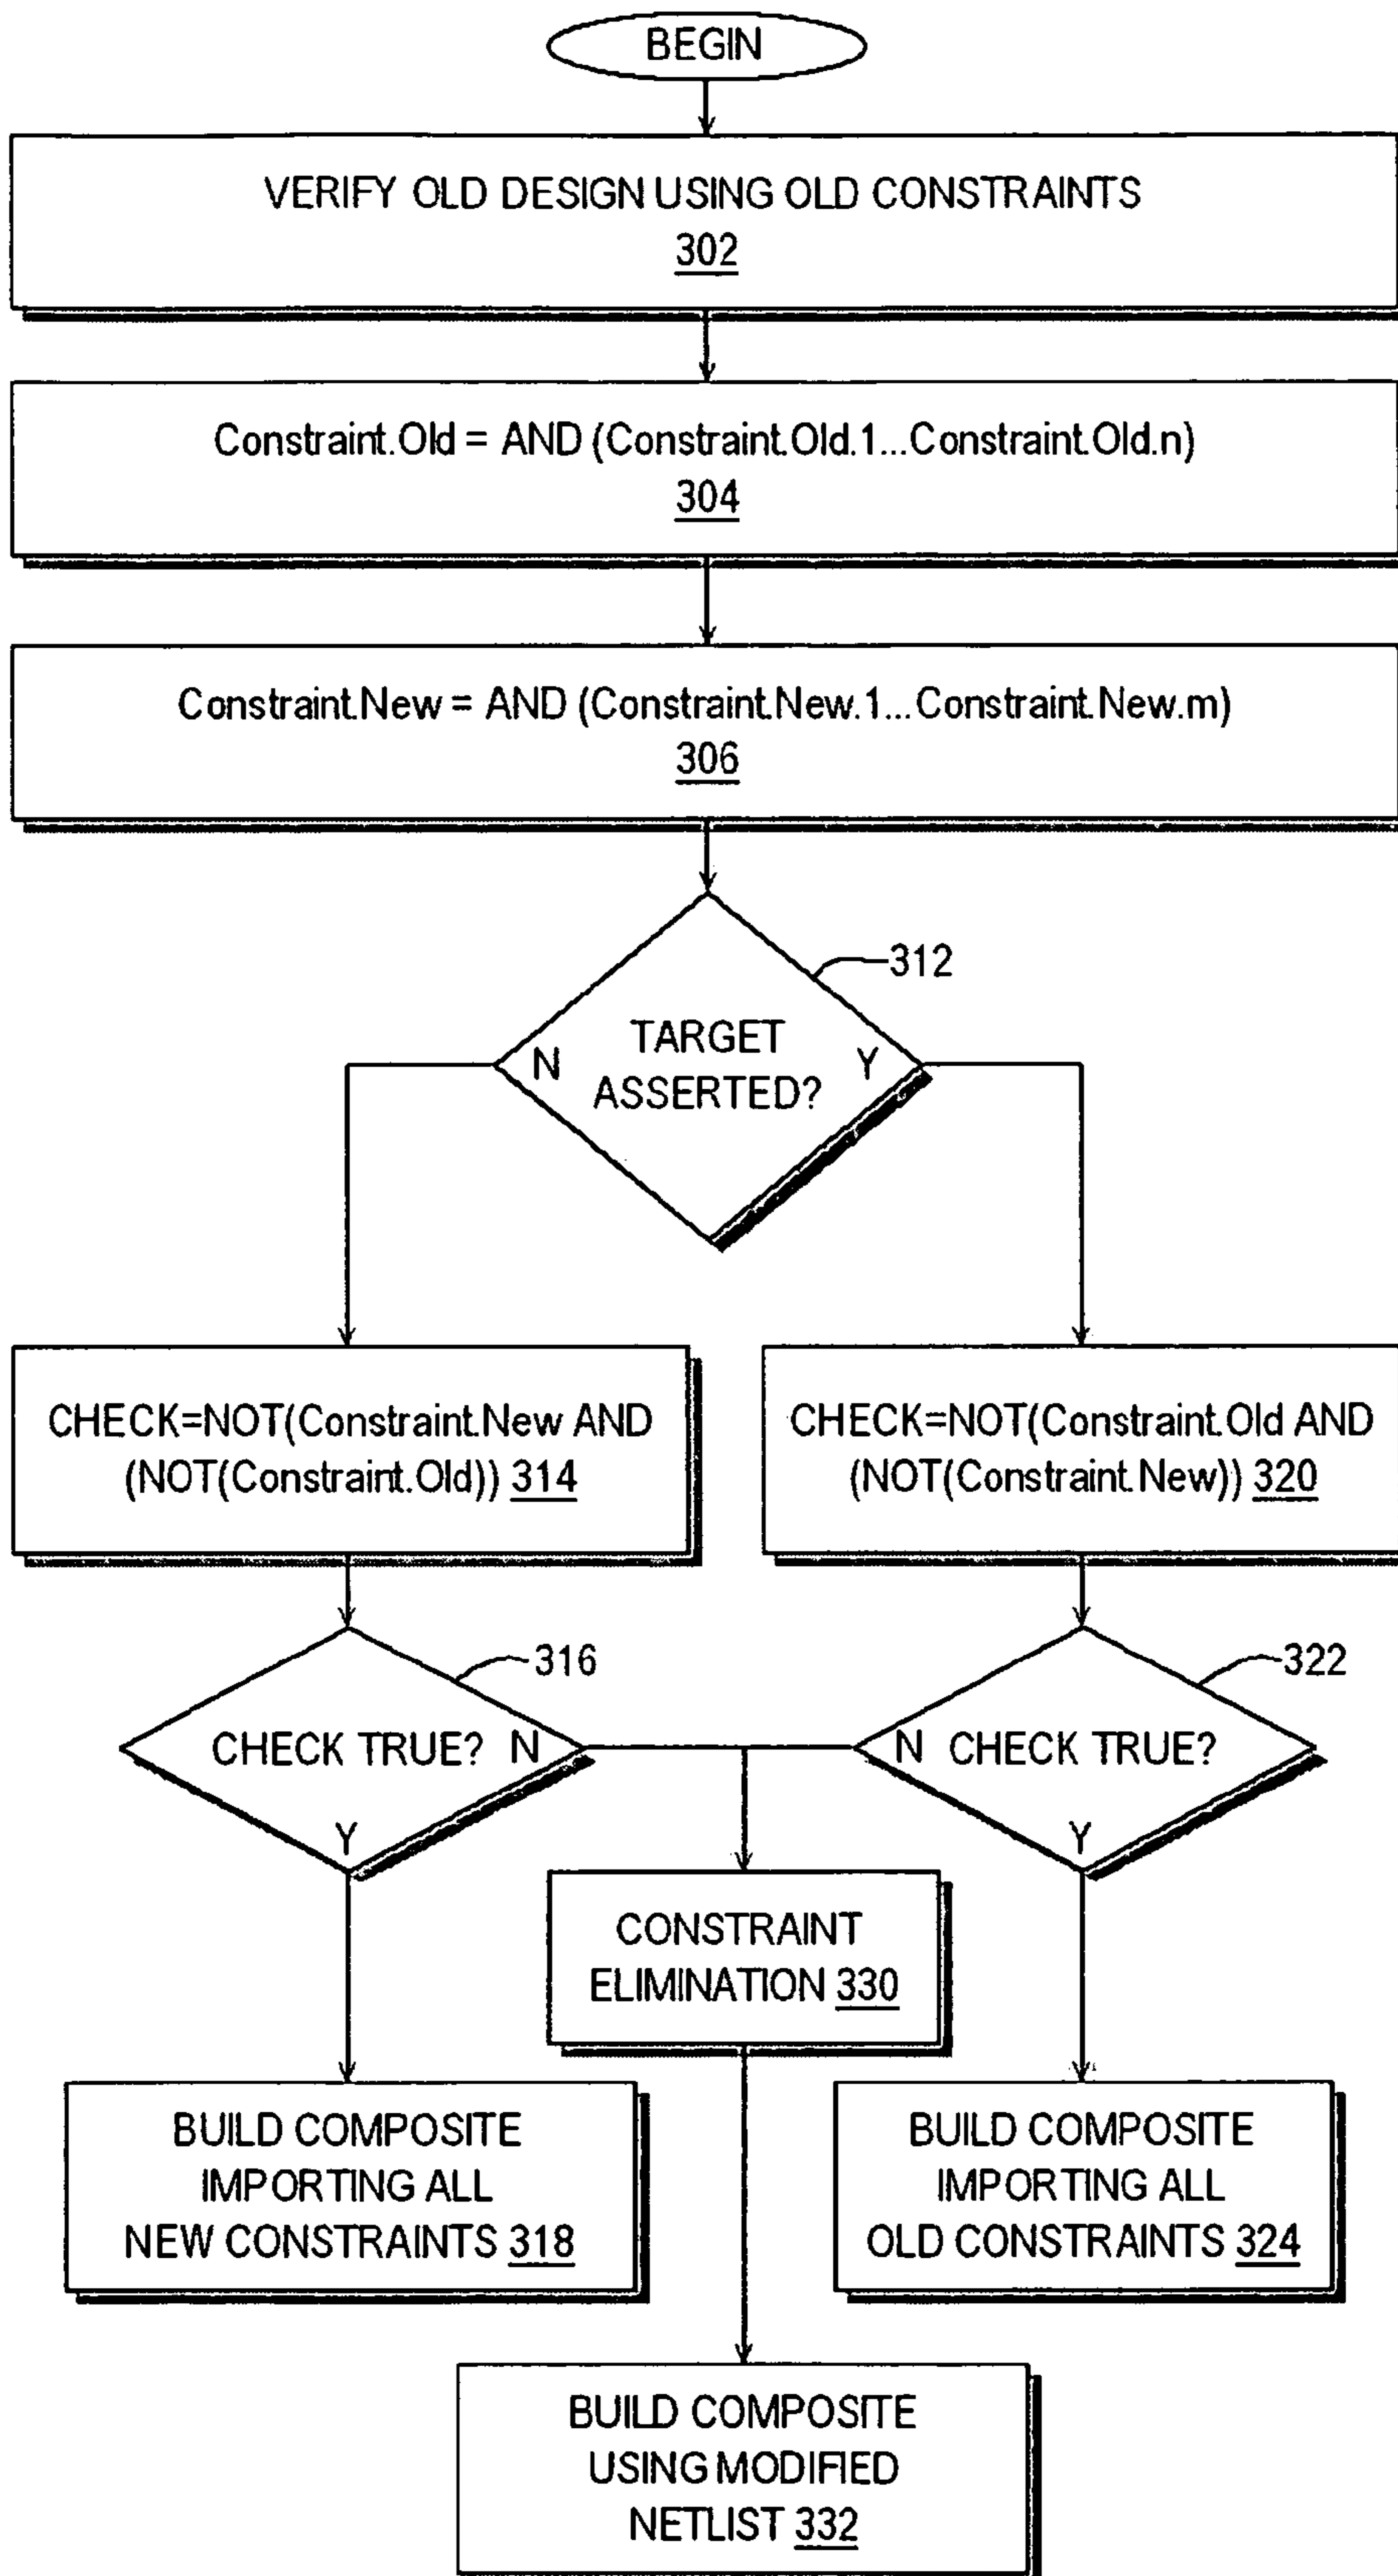 BEGIN
VERIFY OLD DESIGN USING OLD CONSTRAINTS
302
Constraint.Old = AND (Constraint.Old.1...Constraint.Old.n)
304
Constraint.New = AND (Constraint.New.1...Constraint.New.m)
306
312
TARGET
ASSERTED?
N
Y
CHECK=NOT(Constraint.New AND
(NOT(Constraint.Old)) 314
CHECK=NOT(Constraint.Old AND
(NOT(Constraint.New)) 320
316
CHECK TRUE? N
Y
322
N CHECK TRUE?
Y
CONSTRAINT
ELIMINATION 330
BUILD COMPOSITE
IMPORTING ALL
NEW CONSTRAINTS 318
BUILD COMPOSITE
IMPORTING ALL
OLD CONSTRAINTS 324
BUILD COMPOSITE
USING MODIFIED
NETLIST 332